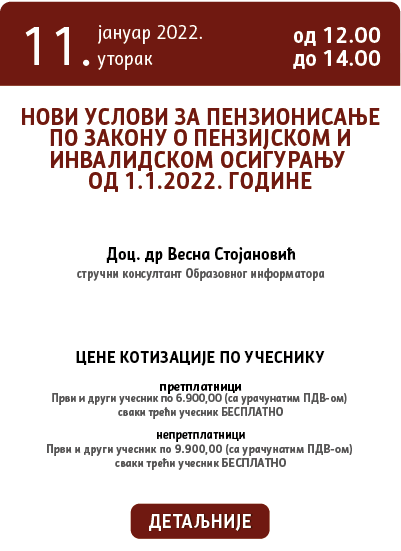 11.
јануар 2022.
уторак
од 12.00
до 14.00
НОВИ УСЛОВИ ЗА ПЕНЗИОНИСАЊЕ
ПО ЗАКОНУ О ПЕНЗИЈСКОМ И
ИНВАЛИДСКОМ ОСИГУРАЊУ
ОД 1.1.2022. ГОДИНЕ
Доц. др Весна Стојановић
стручни консултант Образовног информатора
ЦЕНЕ КОТИЗАЦИЈЕ ПО УЧЕСНИКУ
претплатници
Први и други учесник по 6.900,00 (са урачунатим ПДВ-ом)
сваки трећи учесник БЕСПЛАТНО
непретплатници
Први и други учесник по 9.900,00 (са урачунатим ПДВ-ом)
сваки трећи учесник БЕСПЛАТНО
ДЕТАЉНИЈЕ